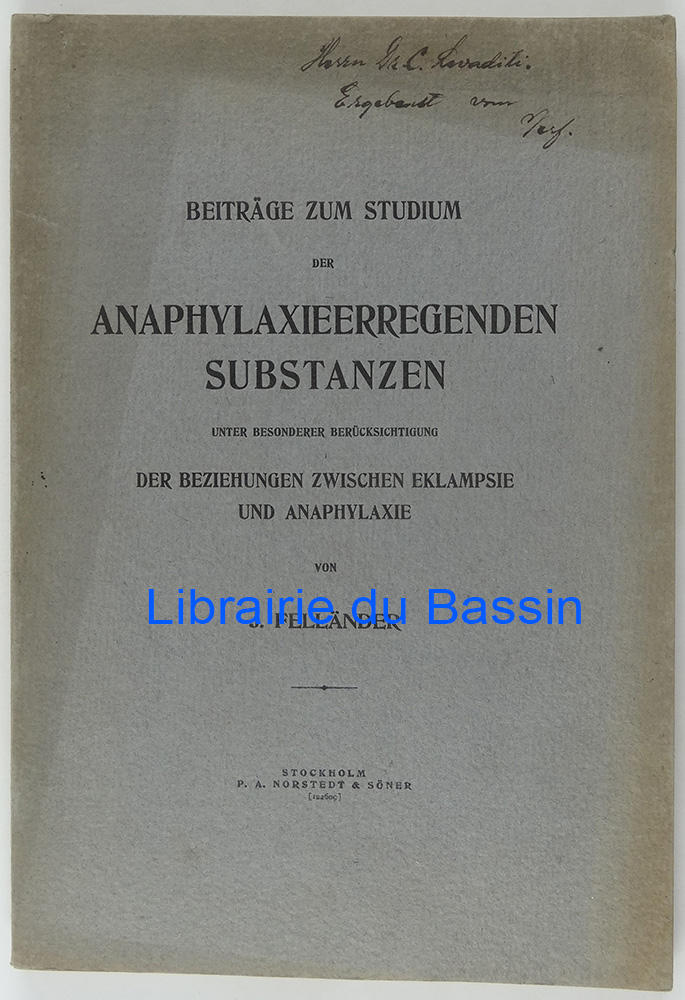 Herrn Dr C. Levaditi.
Ergebenst vom
Verf.
BEITRÄGE ZUM STUDIUM
DER
ANAPHYLAXIEERREGENDEN
SUBSTANZEN
UNTER BESONDERER BERÜCKSICHTIGUNG
DER BEZIEHUNGEN ZWISCHEN EKLAMPSIE
UND ANAPHYLAXIE
VON
Librairie du Bassin
J. FELLÄNDER
STOCKHOLM
P. A. NORSTEDT & SÖNER